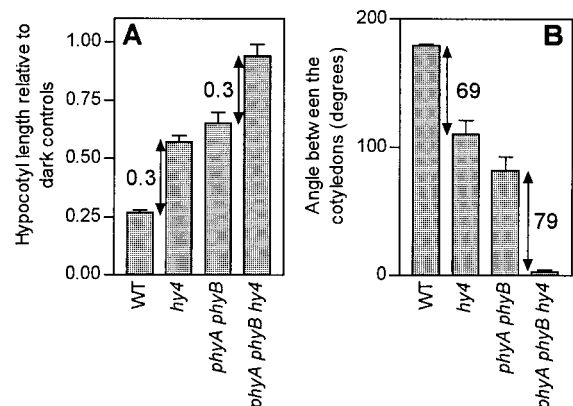 A
Hypocotyl length relative to
dark controls
1.00
0.75
0.50
0.25
0.00
0.3
0.3
WT
hy4
phyA phyB
phyA phyB hy4
B
Angle between the
cotyledons (degrees)
200
100
0
69
79
WT
hy4
phyA phyB
phyA phyB hy4